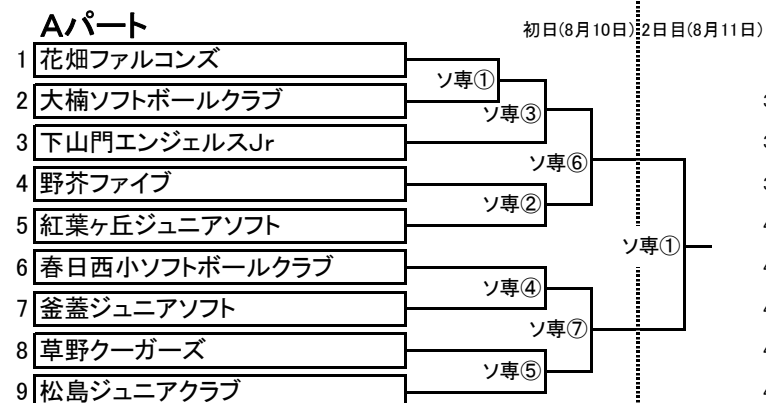 Aパート
初日(8月10日) 2日目(8月11日)
1 花畑ファルコンズ
2 大楠ソフトボールクラブ
3 下山門エンジェルスJr
4 野芥ファイブ
5 紅葉ヶ丘ジュニアソフト
6 春日西小ソフトボールクラブ
7 釜蓋ジュニアソフト
8 草野クーガーズ
9 松島ジュニアクラブ
ソ専①
ソ専③
ソ専⑥
ソ専②
ソ専①
ソ専④
ソ専⑦
ソ専⑤